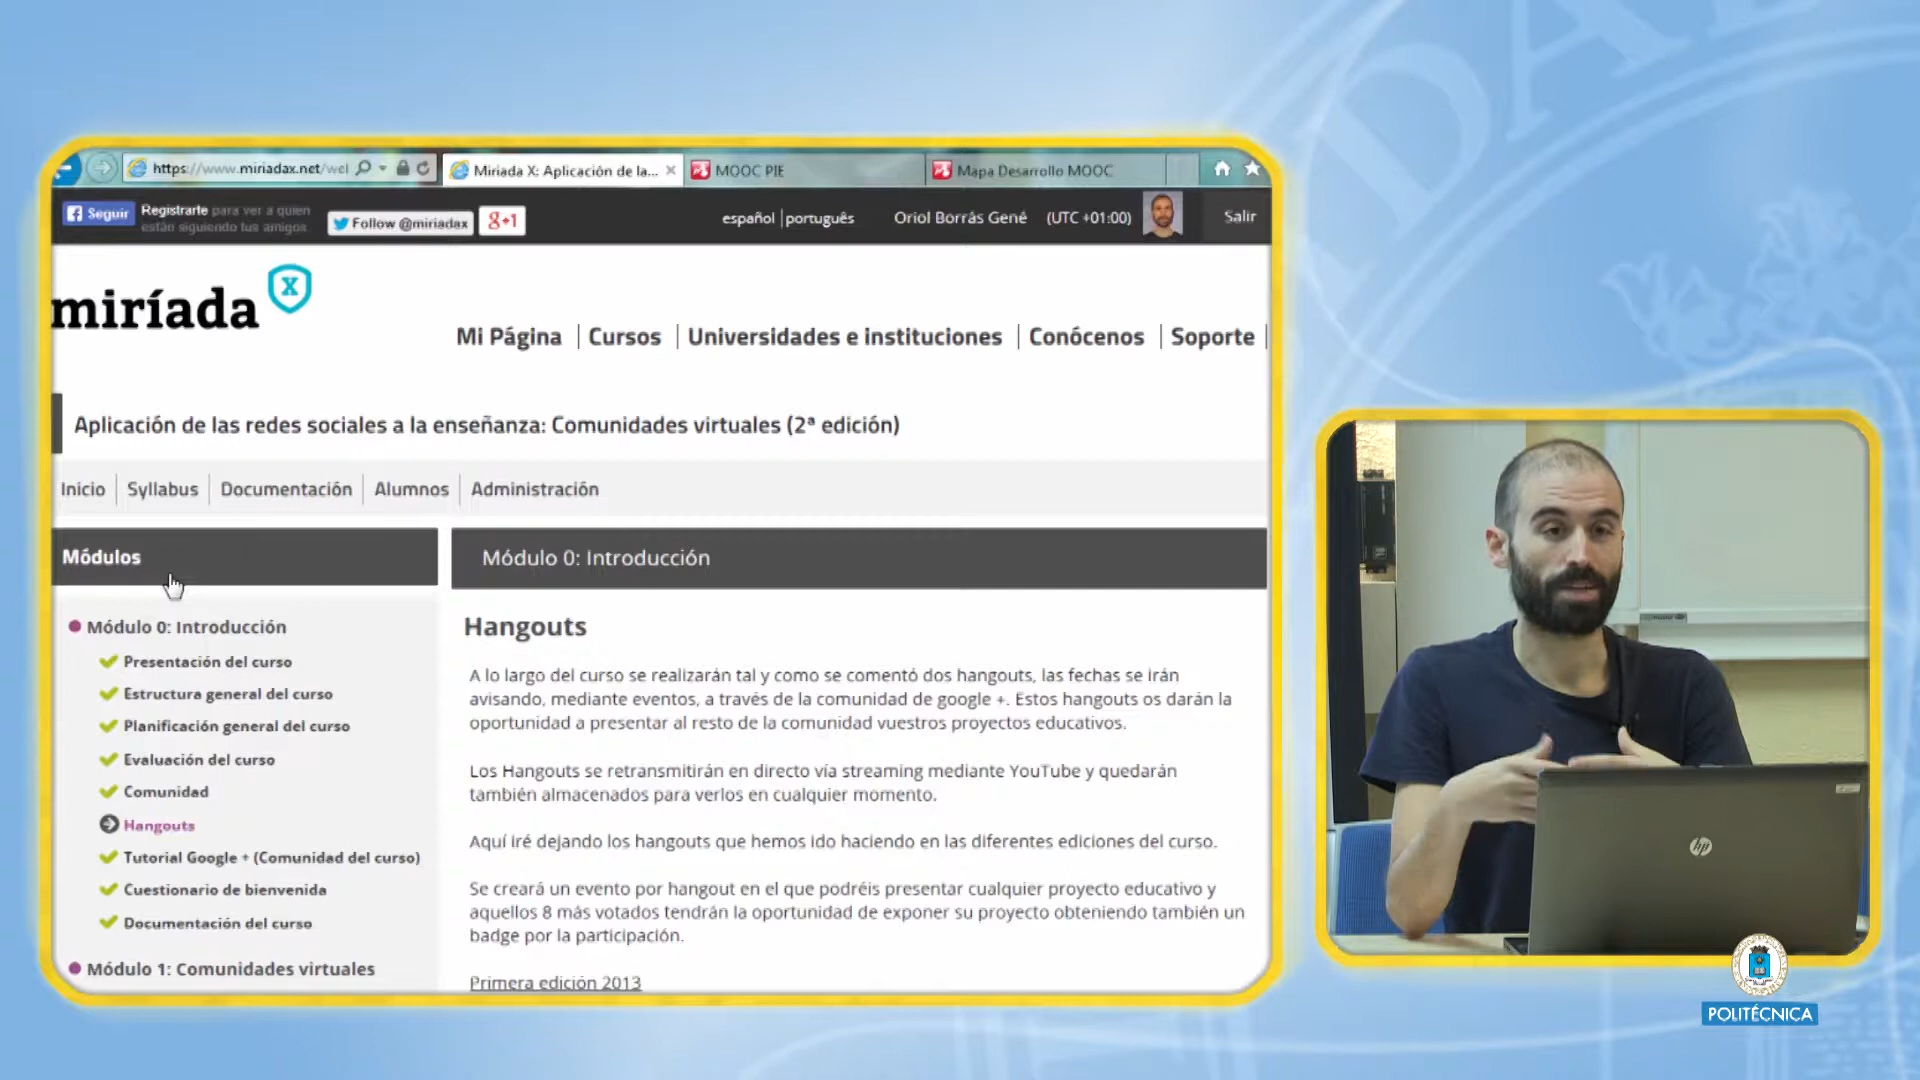 https://www.miriadax.net/wel
Miriada X: Aplicación de la...
MOOC PIE
Mapa Desarrollo MOOC
Seguir
Registrarte para ver a quien
están siguiendo tus amigos.
Follow @miriadax
g+1
español | português
Oriol Borrás Gené
(UTC +01:00)
Salir
miríada X
Mi Página | Cursos | Universidades e instituciones | Conócenos | Soporte
Aplicación de las redes sociales a la enseñanza: Comunidades virtuales (2ª edición)
Inicio | Syllabus | Documentación | Alumnos | Administración
Módulos
Módulo 0: Introducción
Presentación del curso
Estructura general del curso
Planificación general del curso
Evaluación del curso
Comunidad
Hangouts
Tutorial Google + (Comunidad del curso)
Cuestionario de bienvenida
Documentación del curso
Módulo 1: Comunidades virtuales
Módulo 0: Introducción
Hangouts
A lo largo del curso se realizarán tal y como se comentó dos hangouts, las fechas se irán
avisando, mediante eventos, a través de la comunidad de google +. Estos hangouts os darán la
oportunidad a presentar al resto de la comunidad vuestros proyectos educativos.
Los Hangouts se retransmitirán en directo vía streaming mediante YouTube y quedarán
también almacenados para verlos en cualquier momento.
Aquí iré dejando los hangouts que hemos ido haciendo en las diferentes ediciones del curso.
Se creará un evento por hangout en el que podréis presentar cualquier proyecto educativo y
aquellos 8 más votados tendrán la oportunidad de exponer su proyecto obteniendo también un
badge por la participación.
Primera edición 2013
hp
POLITÉCNICA